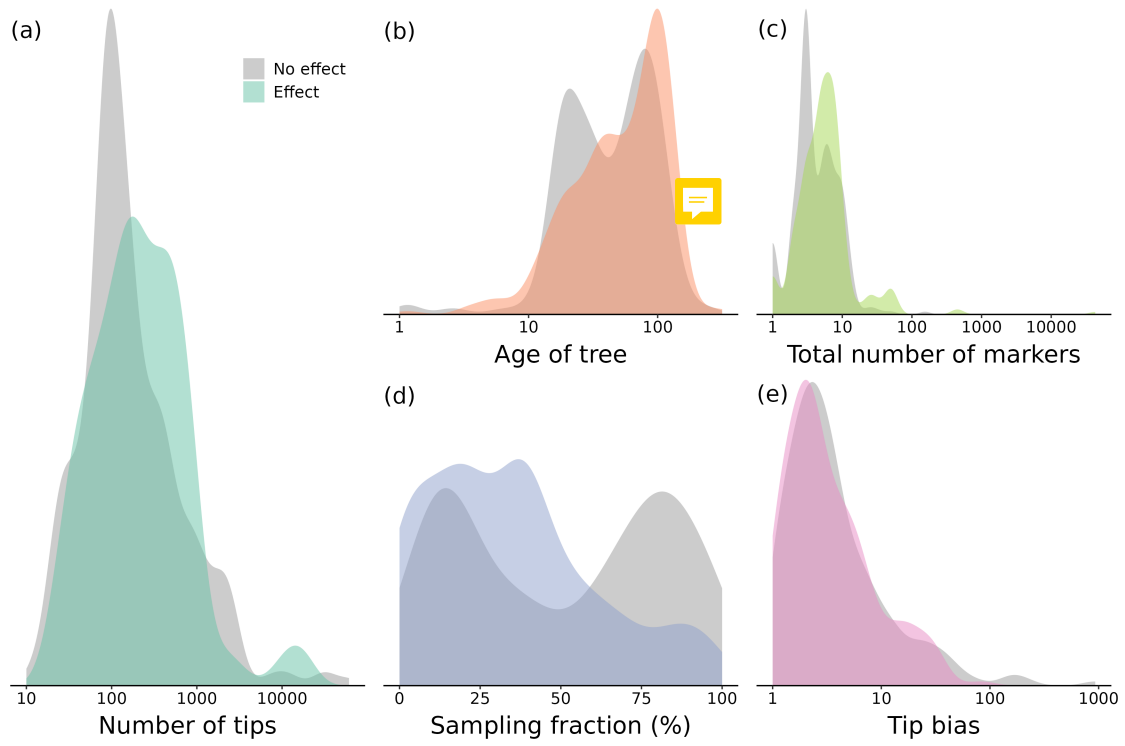 (a)
No effect
Effect
10 100 1000 10000
Number of tips
(b)
1 10 100
Age of tree
(c)
1 10 100 1000 10000
Total number of markers
(d)
0 25 50 75 100
Sampling fraction (%)
(e)
1 10 100 1000
Tip bias